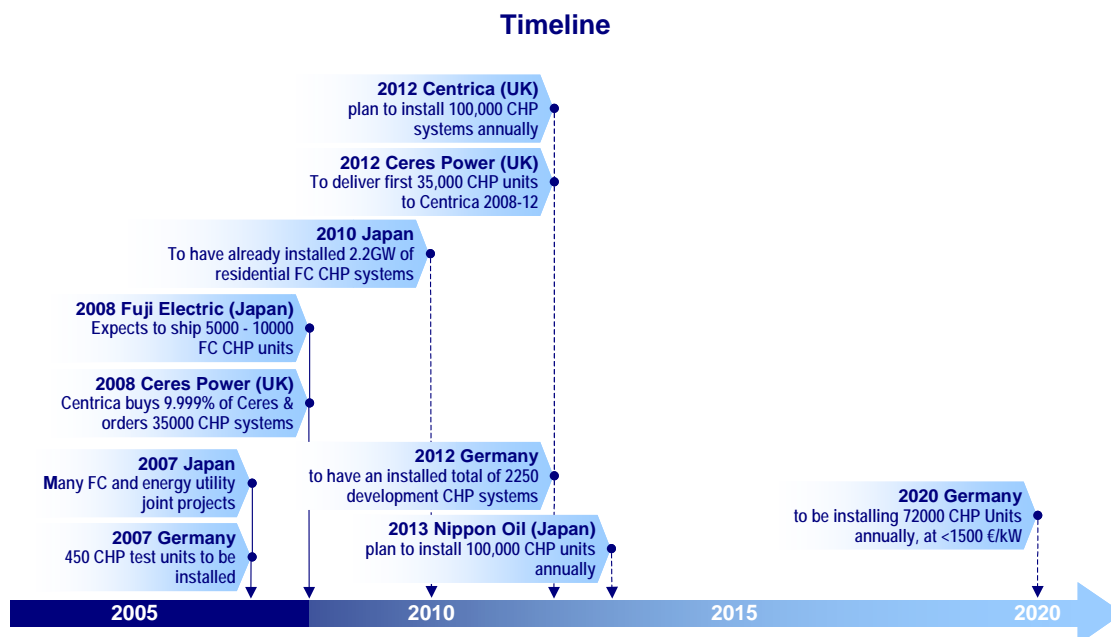 Timeline
2012 Centrica (UK)
plan to install 100,000 CHP
systems annually
2012 Ceres Power (UK)
To deliver first 35,000 CHP units
to Centrica 2008-12
2010 Japan
To have already installed 2.2GW of
residential FC CHP systems
2008 Fuji Electric (Japan)
Expects to ship 5000 - 10000
FC CHP units
2008 Ceres Power (UK)
Centrica buys 9.999% of Ceres &
orders 35000 CHP systems
2007 Japan
Many FC and energy utility
joint projects
2007 Germany
450 CHP test units to be
installed
2012 Germany
to have an installed total of 2250
development CHP systems
2013 Nippon Oil (Japan)
plan to install 100,000 CHP units
annually
2020 Germany
to be installing 72000 CHP Units
annually, at <1500 €/kW
2005 2010 2015 2020